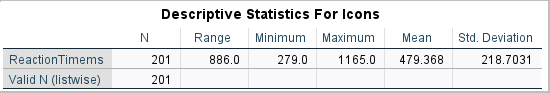 Descriptive Statistics For Icons
N Range Minimum Maximum Mean Std. Deviation
ReactionTimems 201 886.0 279.0 1165.0 479.368 218.7031
Valid N (listwise) 201